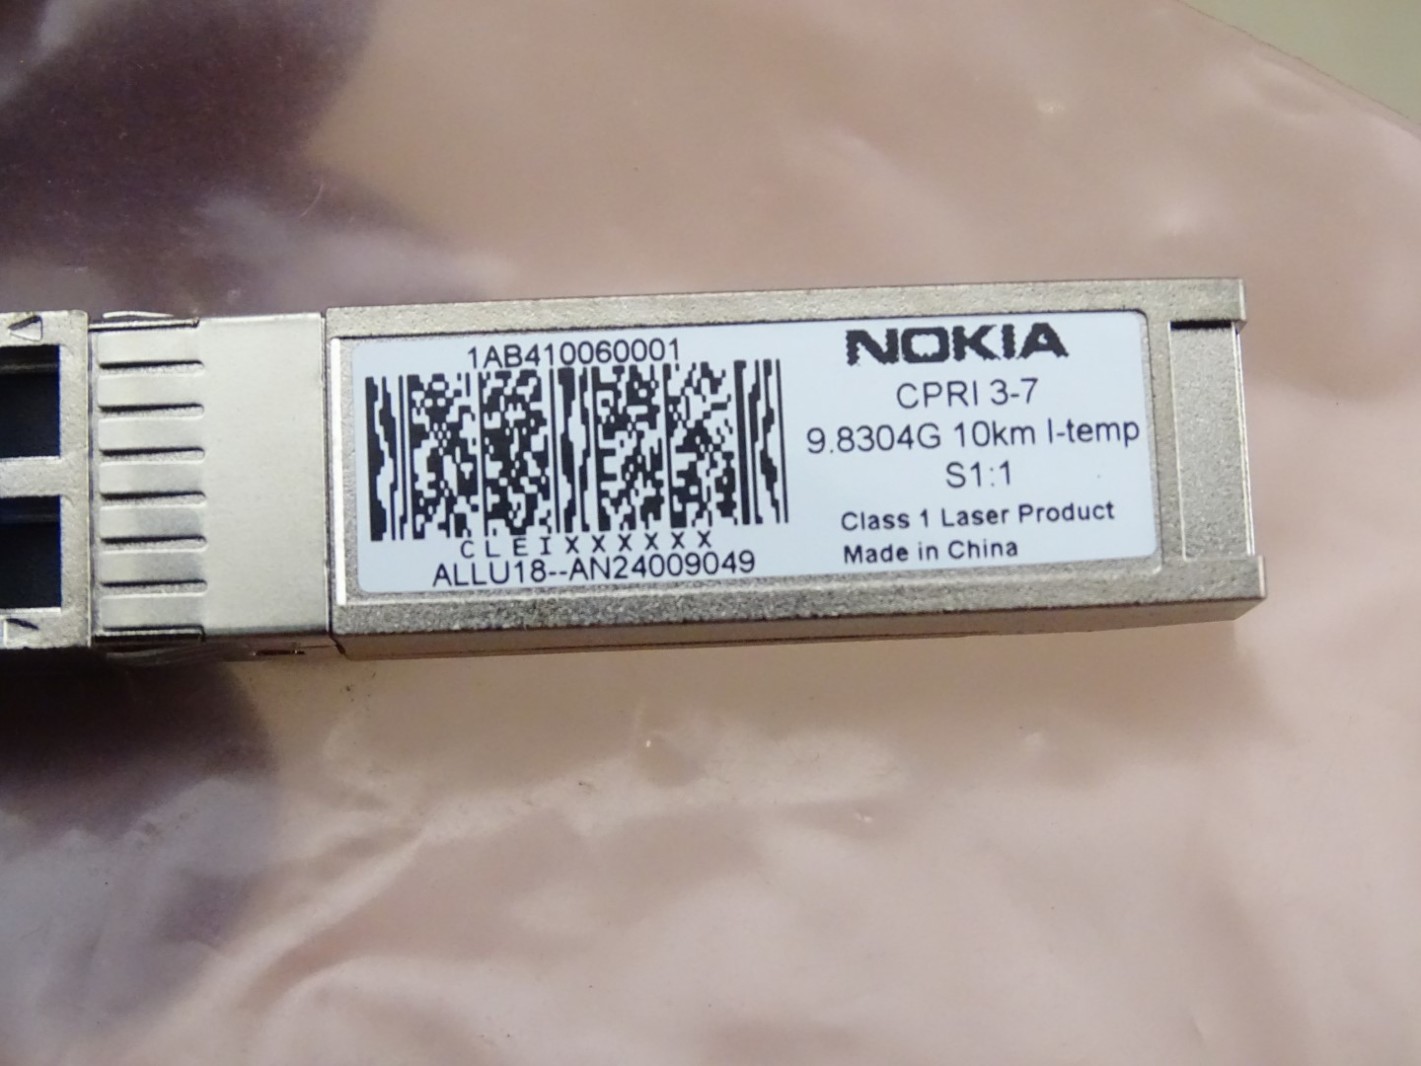 1AB410060001
CLEIXXXXXX
ALLU18--AN24009049
NOKIA
CPRI 3-7
9.8304G 10km I-temp
S1:1
Class 1 Laser Product
Made in China